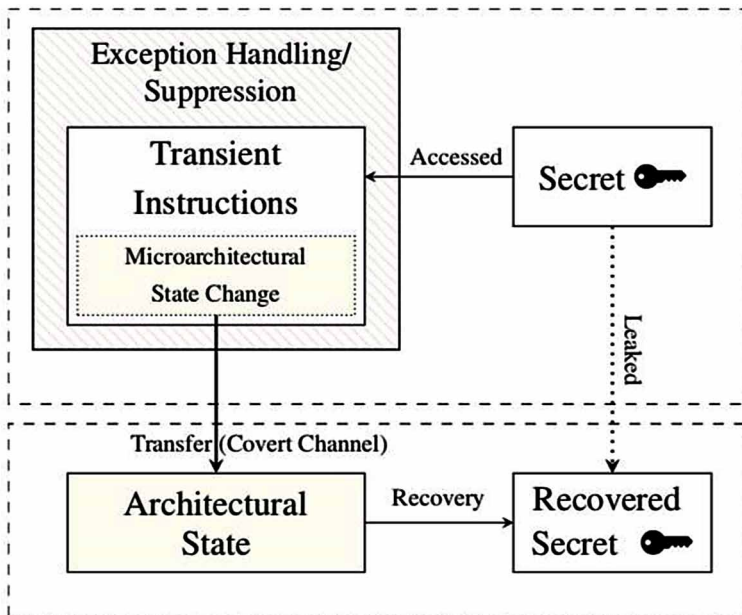 Exception Handling/
Suppression
Transient
Instructions
Microarchitectural
State Change
Accessed
Secret
Leaked
Transfer (Covert Channel)
Architectural
State
Recovery
Recovered
Secret